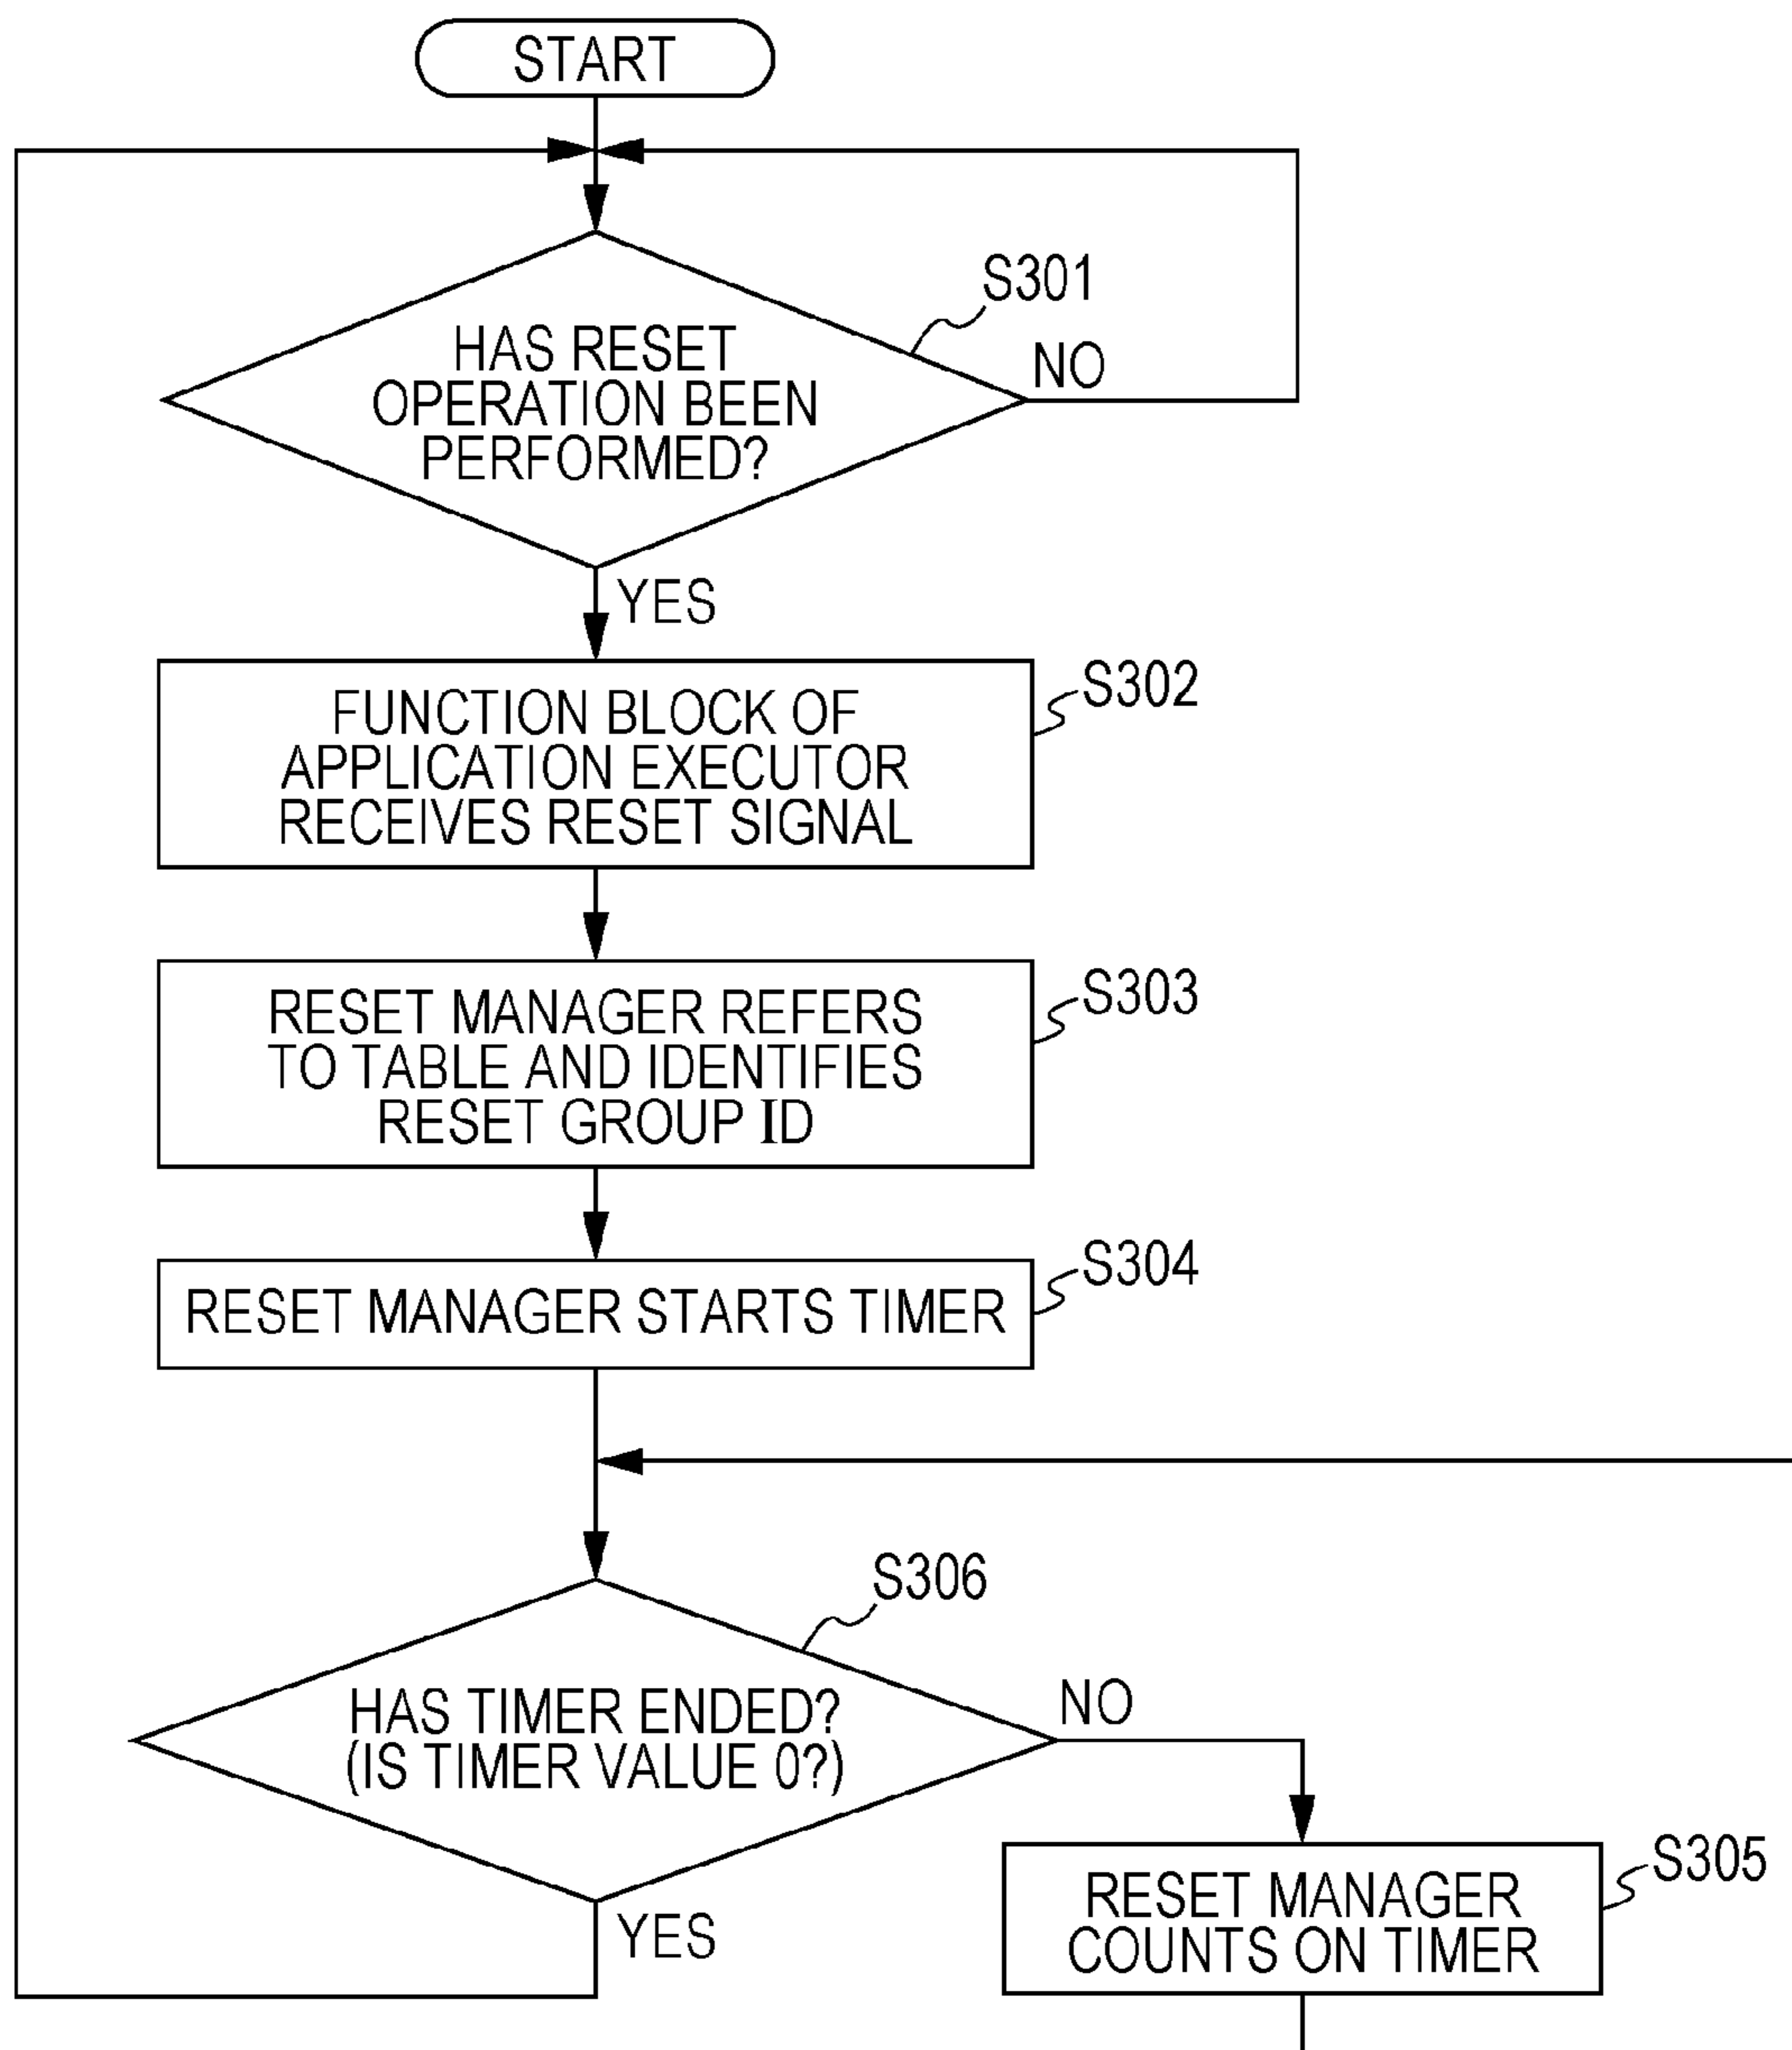 START
S301
HAS RESET
OPERATION BEEN
PERFORMED?
NO
YES
S302
FUNCTION BLOCK OF
APPLICATION EXECUTOR
RECEIVES RESET SIGNAL
S303
RESET MANAGER REFERS
TO TABLE AND IDENTIFIES
RESET GROUP ID
S304
RESET MANAGER STARTS TIMER
S306
HAS TIMER ENDED?
(IS TIMER VALUE 0?)
NO
YES
S305
RESET MANAGER
COUNTS ON TIMER